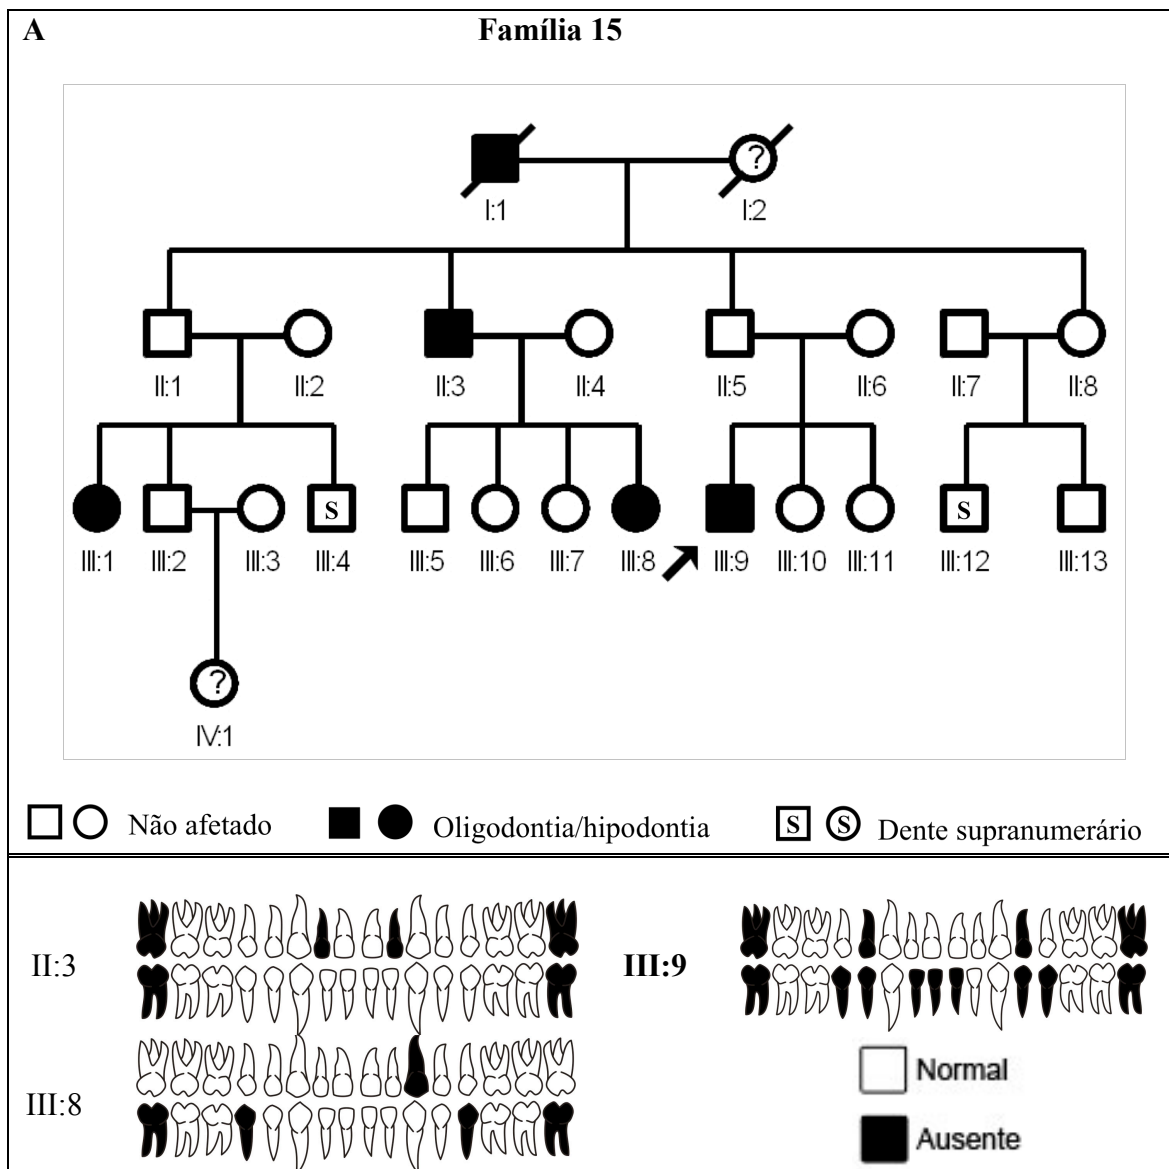 A Família 15
? 
I:1 I:2
II:1 II:2 II:3 II:4 II:5 II:6 II:7 II:8
S S
III:1 III:2 III:3 III:4 III:5 III:6 III:7 III:8 III:9 III:10 III:11 III:12 III:13
?
IV:1
Não afetado Oligodontia/hipodontia S S Dente supranumerário
II:3 III:9
Normal
III:8
Ausente